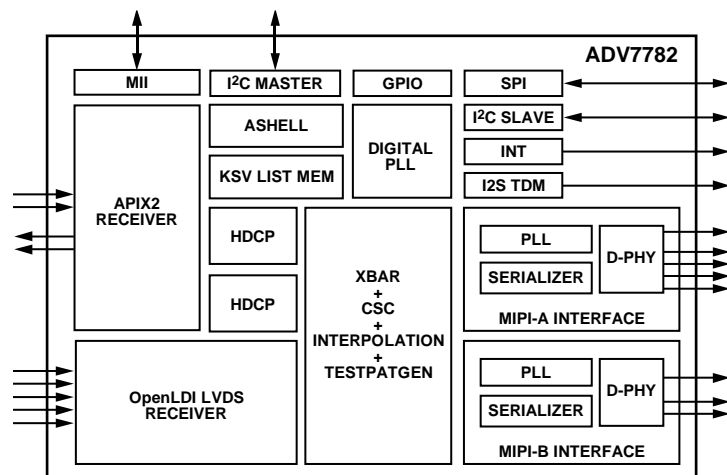 ADV7782
MII
I²C MASTER
GPIO
SPI
ASHELL
DIGITAL
PLL
I²C SLAVE
KSV LIST MEM
INT
I2S TDM
APIX2
RECEIVER
HDCP
HDCP
XBAR
+
CSC
+
INTERPOLATION
+
TESTPATGEN
PLL
SERIALIZER
D-PHY
MIPI-A INTERFACE
OpenLDI LVDS
RECEIVER
PLL
SERIALIZER
D-PHY
MIPI-B INTERFACE